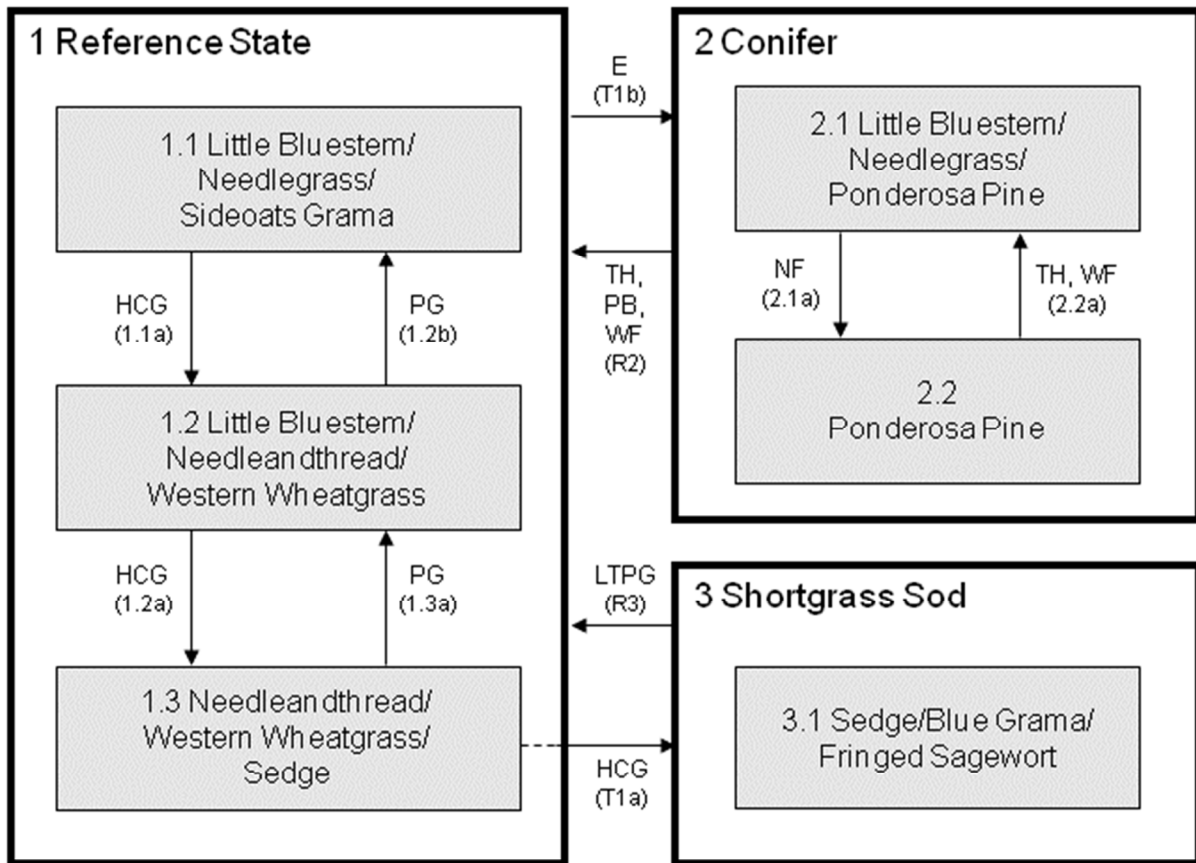 1 Reference State
1.1 Little Bluestem/
Needlegrass/
Sideoats Grama
HCG
(1.1a)
PG
(1.2b)
1.2 Little Bluestem/
Needleandthread/
Western Wheatgrass
HCG
(1.2a)
PG
(1.3a)
1.3 Needleandthread/
Western Wheatgrass/
Sedge
E
(T1b)
TH,
PB,
WF
(R2)
LTPG
(R3)
HCG
(T1a)
2 Conifer
2.1 Little Bluestem/
Needlegrass/
Ponderosa Pine
NF
(2.1a)
TH, WF
(2.2a)
2.2
Ponderosa Pine
3 Shortgrass Sod
3.1 Sedge/Blue Grama/
Fringed Sagewort